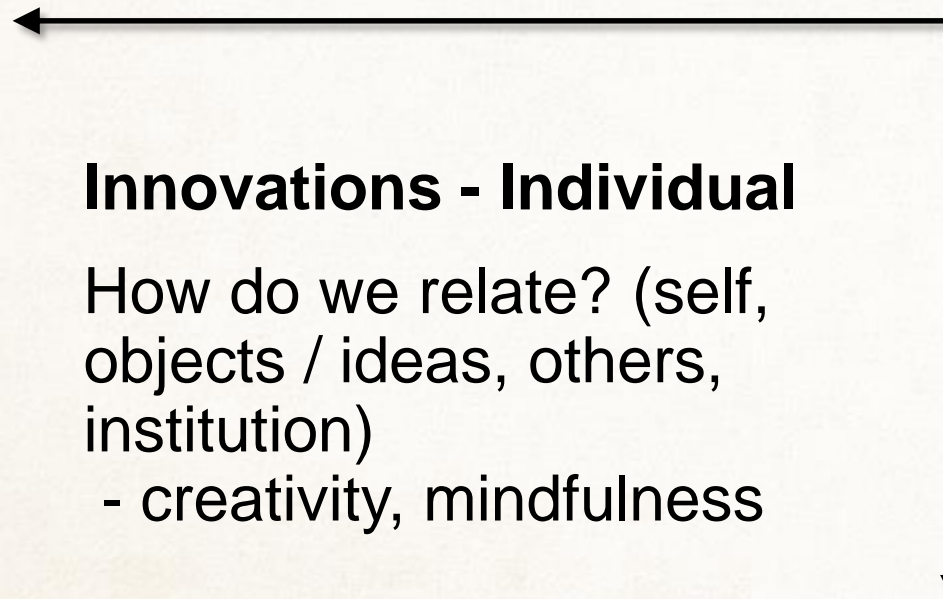 Innovations - Individual
How do we relate? (self,
objects / ideas, others,
institution)
- creativity, mindfulness